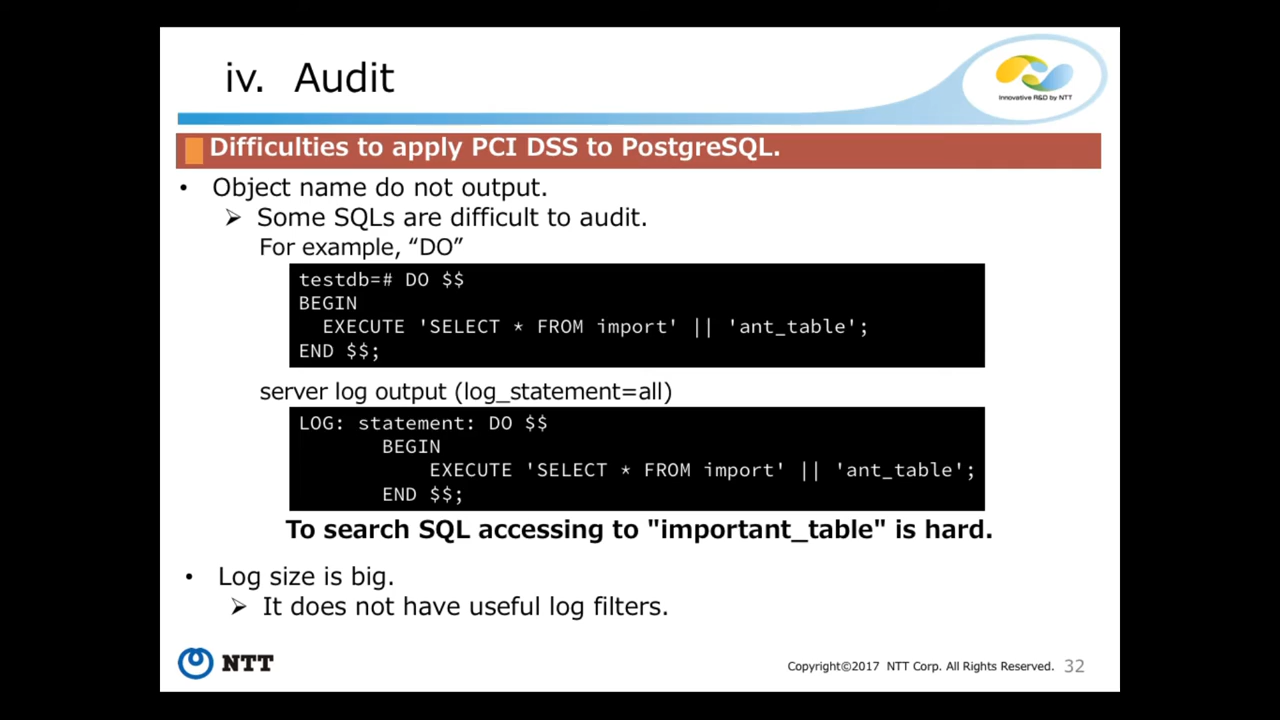 iv. Audit
Innovative R&D by NTT
Difficulties to apply PCI DSS to PostgreSQL.
• Object name do not output.
➢ Some SQLs are difficult to audit.
For example, “DO”
testdb=# DO $$
BEGIN
EXECUTE 'SELECT * FROM import' || 'ant_table';
END $$;
server log output (log_statement=all)
LOG: statement: DO $$
BEGIN
EXECUTE 'SELECT * FROM import' || 'ant_table';
END $$;
To search SQL accessing to "important_table" is hard.
• Log size is big.
➢ It does not have useful log filters.
NTT
Copyright©2017 NTT Corp. All Rights Reserved. 32